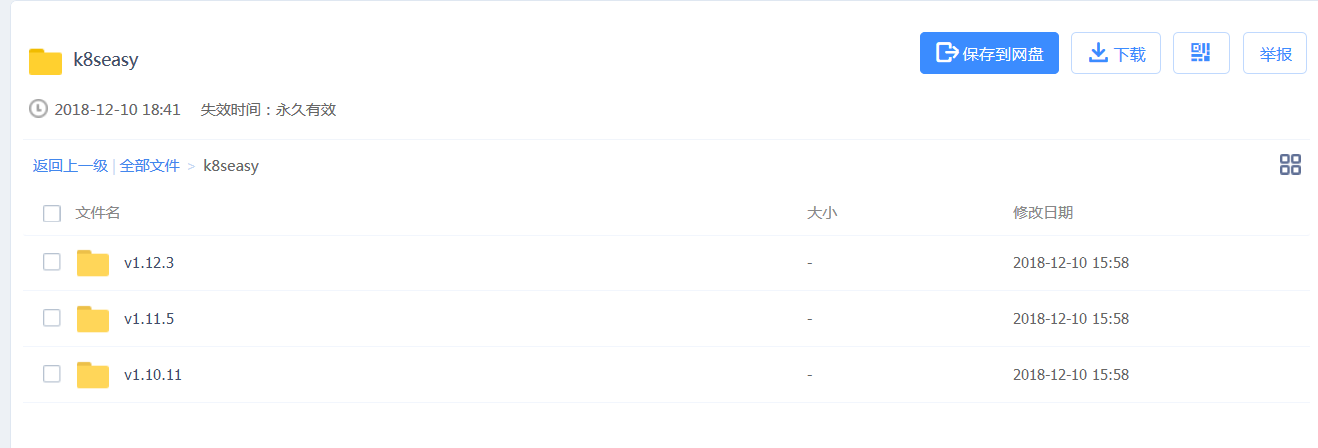 k8seasy
保存到网盘 下载 举报
2018-12-10 18:41 失效时间：永久有效
返回上一级 | 全部文件 > k8seasy
文件名 大小 修改日期
v1.12.3 - 2018-12-10 15:58
v1.11.5 - 2018-12-10 15:58
v1.10.11 - 2018-12-10 15:58